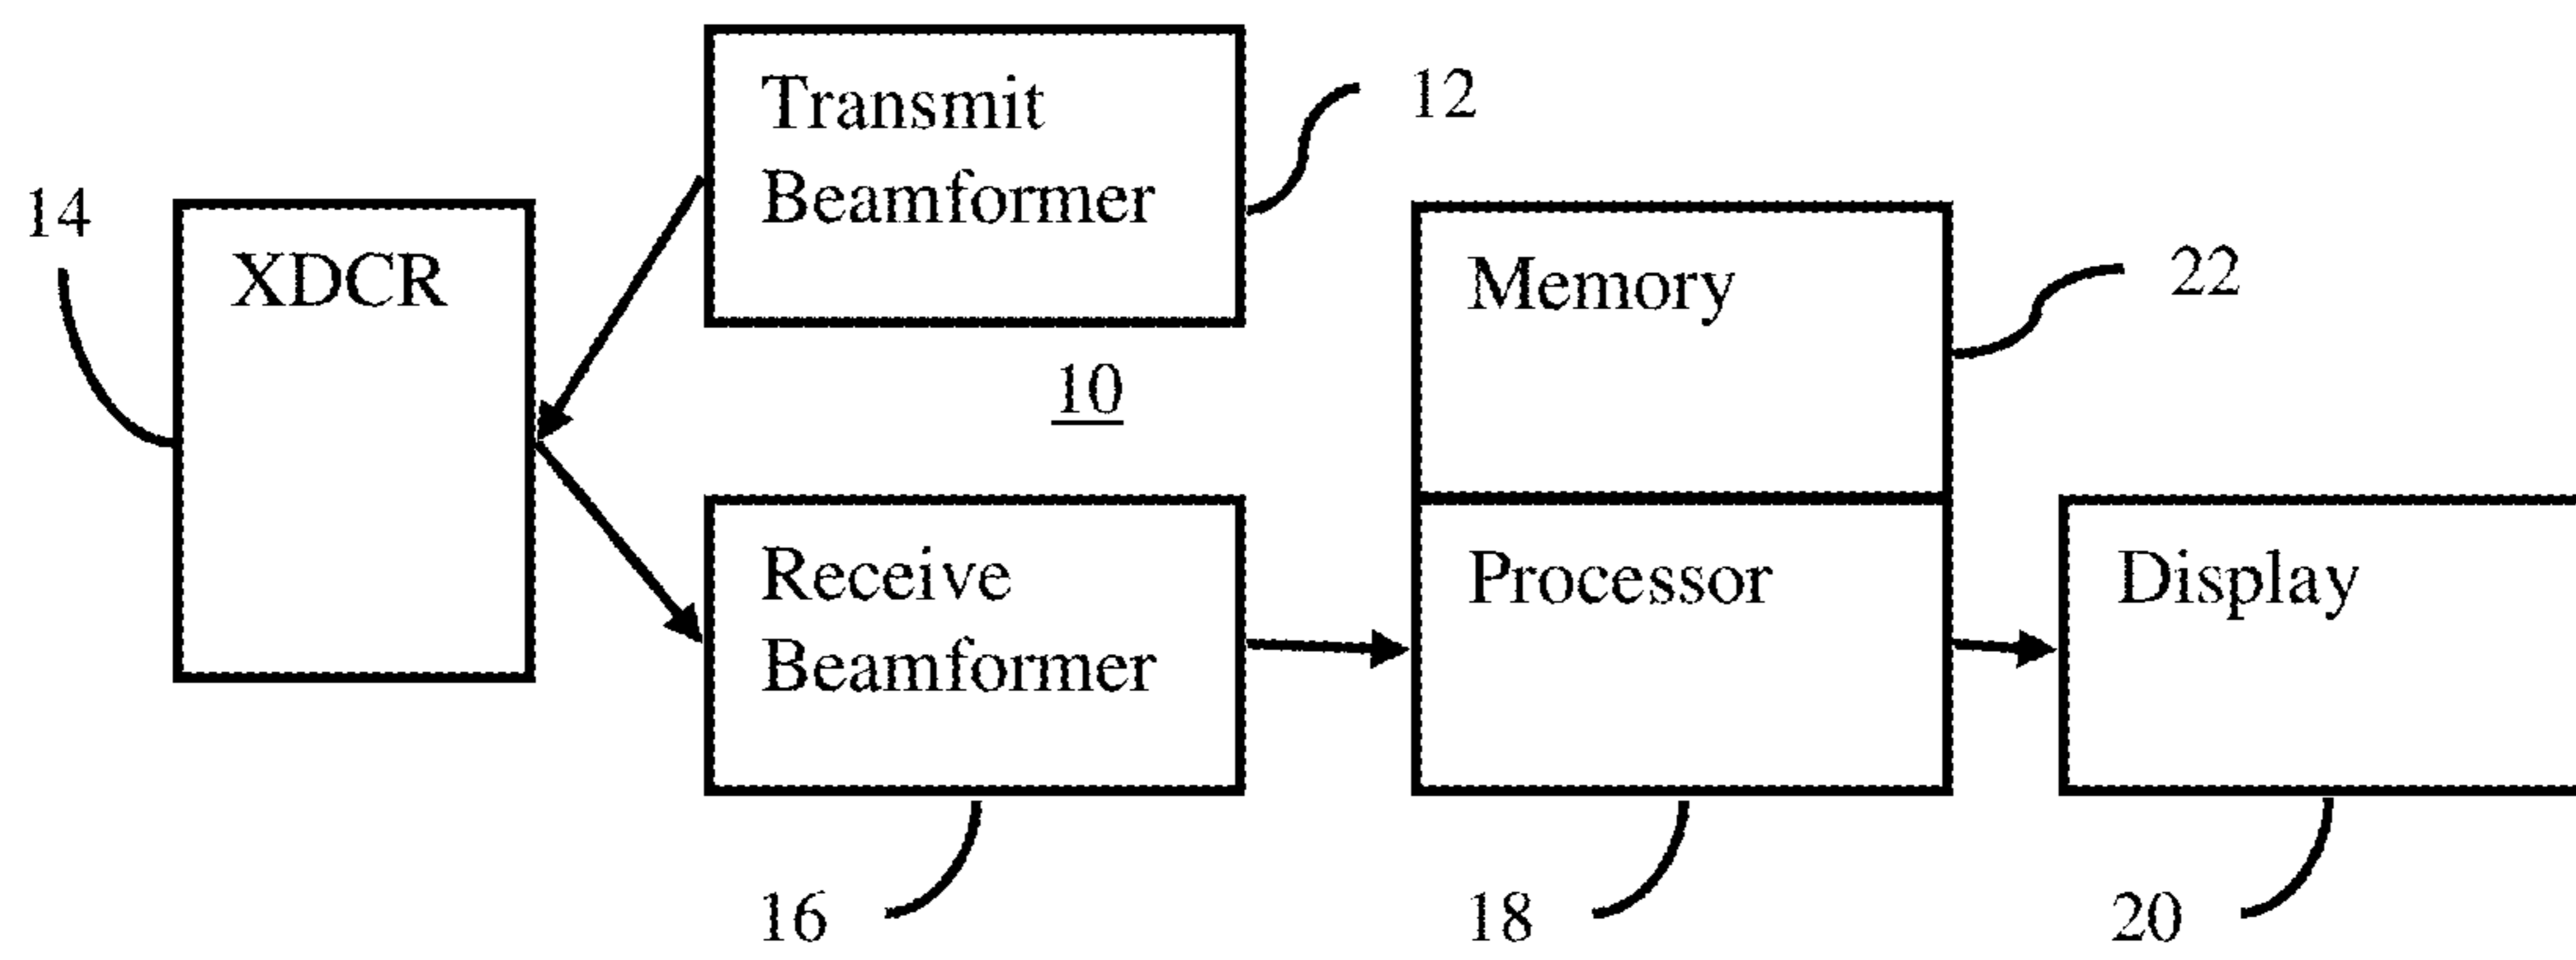 Transmit
Beamformer
12
14
XDCR
Memory
22
10
Receive
Beamformer
Processor
Display
16
18
20